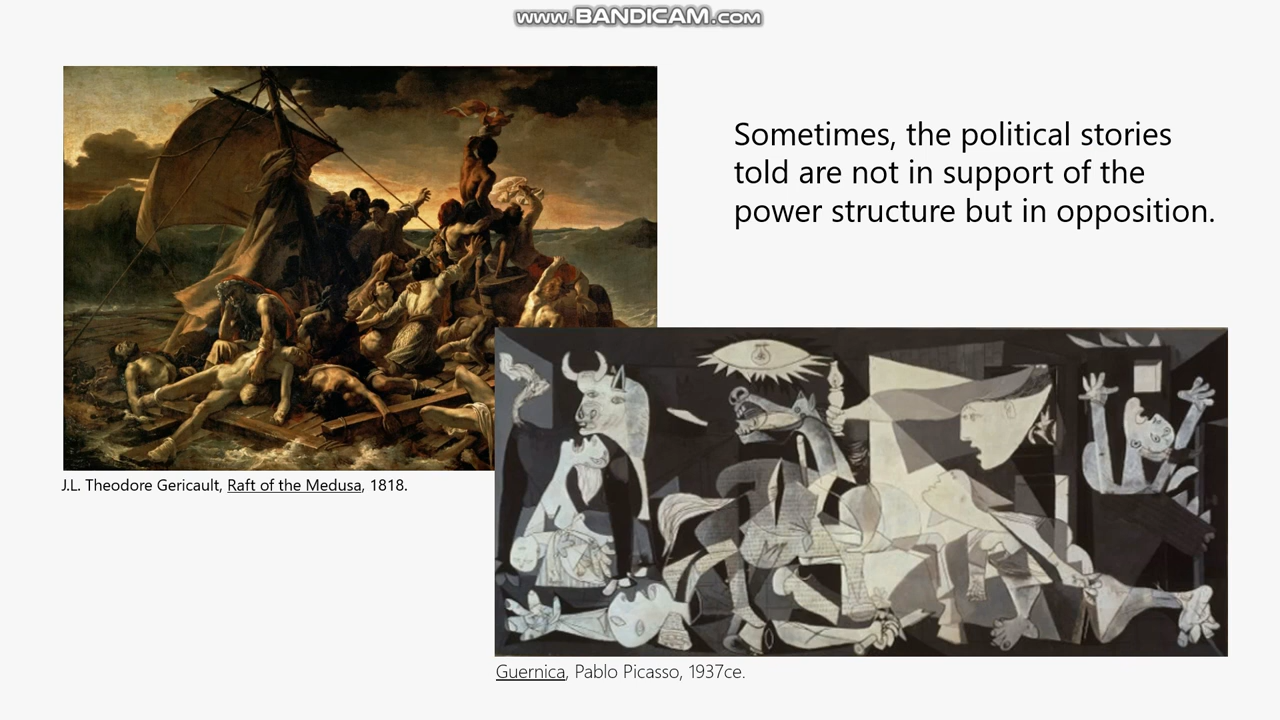 www.BANDICAM.com
Sometimes, the political stories
told are not in support of the
power structure but in opposition.
J.L. Theodore Gericault, Raft of the Medusa, 1818.
Guernica, Pablo Picasso, 1937ce.